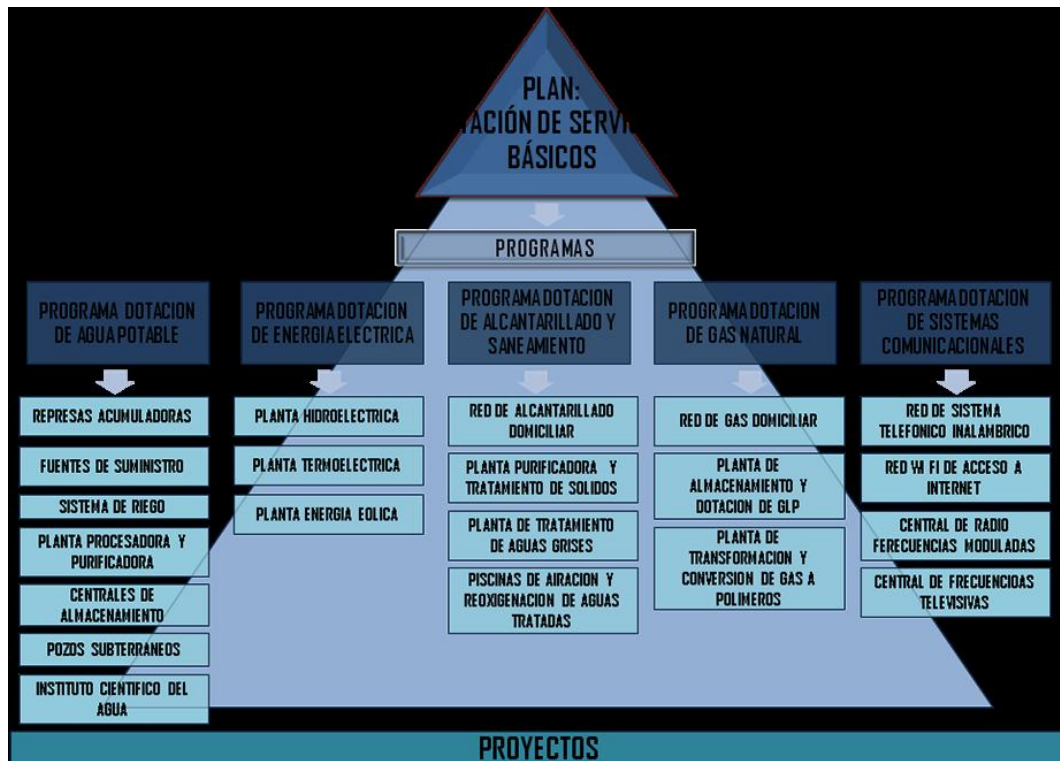 PLAN:
TACIÓN DE SERVI
BÁSICOS
PROGRAMAS
PROGRAMA DOTACION
DE AGUA POTABLE
PROGRAMA DOTACION
DE ENERGIA ELECTRICA
PROGRAMA DOTACION
DE ALCANTARILLADO Y
SANEAMIENTO
PROGRAMA DOTACION
DE GAS NATURAL
PROGRAMA DOTACION
DE SISTEMAS
COMUNICACIONALES
REPRESAS ACUMULADORAS
FUENTES DE SUMINISTRO
SISTEMA DE RIEGO
PLANTA PROCESADORA Y
PURIFICADORA
CENTRALES DE
ALMACENAMIENTO
POZOS SUBTERRANEOS
INSTITUTO CIENTIFICO DEL
AGUA
PLANTA HIDROELECTRICA
PLANTA TERMOELECTRICA
PLANTA ENERGIA EOLICA
RED DE ALCANTARILLADO
DOMICILIAR
PLANTA PURIFICADORA Y
TRATAMIENTO DE SOLIDOS
PLANTA DE TRATAMIENTO
DE AGUAS GRISES
PISCINAS DE AIRACION Y
REOXIGENACION DE AGUAS
TRATADAS
RED DE GAS DOMICILIAR
PLANTA DE
ALMACENAMIENTO Y
DOTACION DE GLP
PLANTA DE
TRANSFORMACION Y
CONVERSION DE GAS A
POLIMEROS
RED DE SISTEMA
TELEFONICO INALAMBRICO
RED WI FI DE ACCESO A
INTERNET
CENTRAL DE RADIO
FERECUENCIAS MODULADAS
CENTRAL DE FRECUENCIOAS
TELEVISIVAS
PROYECTOS